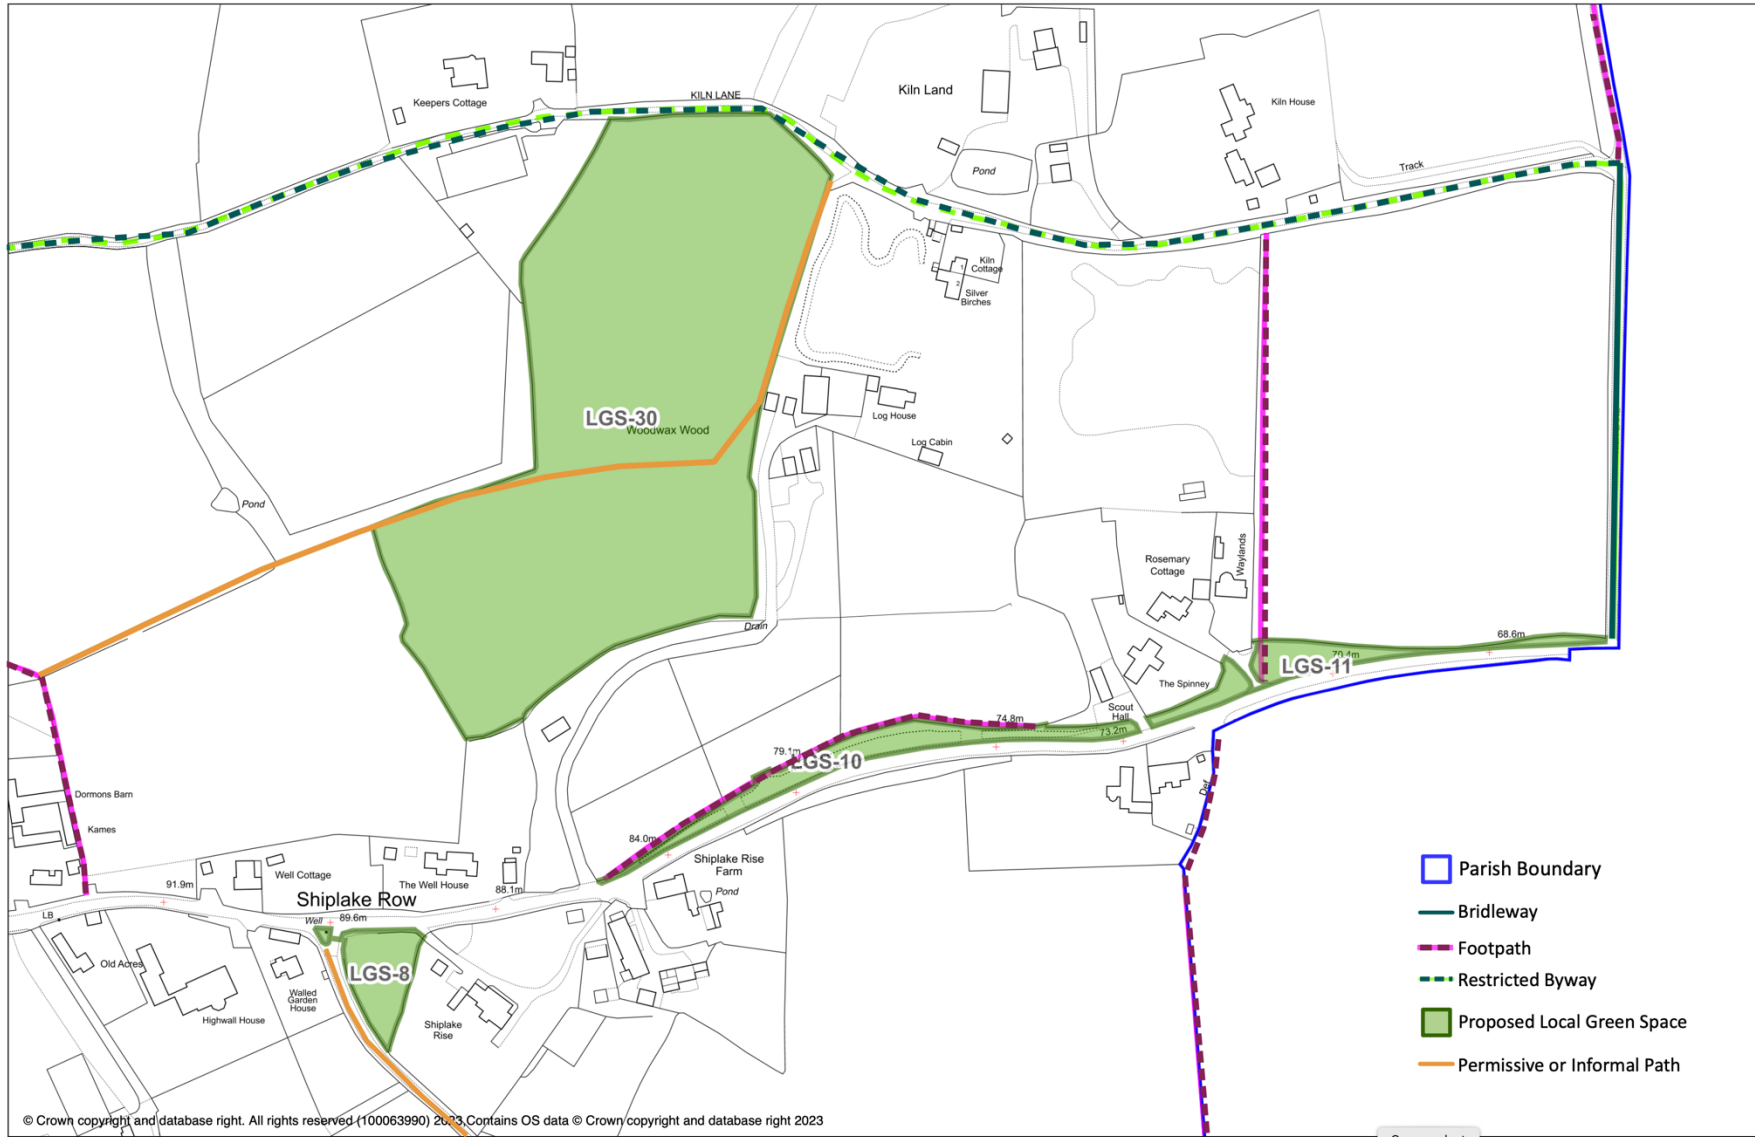 KILN LANE
Keepers Cottage
Kiln Land
Kiln House
Pond
Track
Kiln
Cottage
1
2
Silver
Birches
LGS-30
Woodwax Wood
Log House
Log Cabin
Pond
Rosemary
Cottage
Waylands
Drain
68.6m
70.4m
LGS-11
The Spinney
Scout
Hall
74.8m
73.2m
79.1m
LGS-10
Def
Dormons Barn
Kames
84.0m
Shiplake Rise
Farm
Pond
Well Cottage
The Well House
91.9m
88.1m
Shiplake Row
LB
Well
89.6m
Old Acres
LGS-8
Walled
Garden
House
Highwall House
Shiplake
Rise
Parish Boundary
Bridleway
Footpath
Restricted Byway
Proposed Local Green Space
Permissive or Informal Path
© Crown copyright and database right. All rights reserved (100063990) 2023,Contains OS data © Crown copyright and database right 2023